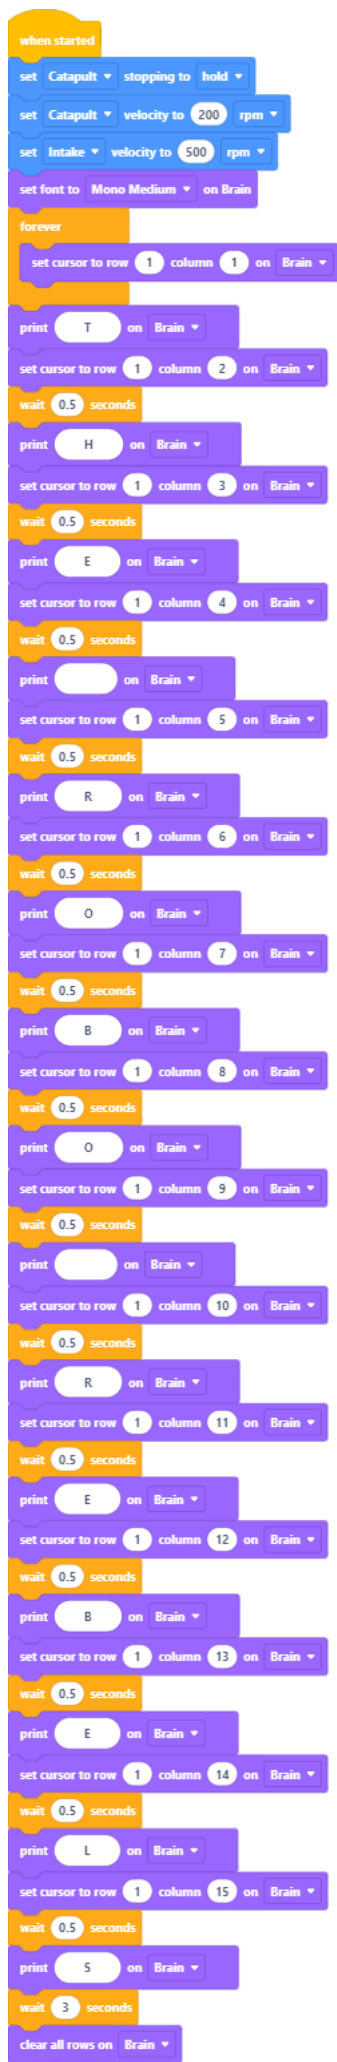 when started
set Catapult stopping to hold
set Catapult velocity to 200 rpm
set Intake velocity to 500 rpm
set font to Mono Medium on Brain
forever
set cursor to row 1 column 1 on Brain
print T on Brain
set cursor to row 1 column 2 on Brain
wait 0.5 seconds
print H on Brain
set cursor to row 1 column 3 on Brain
wait 0.5 seconds
print E on Brain
set cursor to row 1 column 4 on Brain
wait 0.5 seconds
print on Brain
set cursor to row 1 column 5 on Brain
wait 0.5 seconds
print R on Brain
set cursor to row 1 column 6 on Brain
wait 0.5 seconds
print O on Brain
set cursor to row 1 column 7 on Brain
wait 0.5 seconds
print B on Brain
set cursor to row 1 column 8 on Brain
wait 0.5 seconds
print O on Brain
set cursor to row 1 column 9 on Brain
wait 0.5 seconds
print on Brain
set cursor to row 1 column 10 on Brain
wait 0.5 seconds
print R on Brain
set cursor to row 1 column 11 on Brain
wait 0.5 seconds
print E on Brain
set cursor to row 1 column 12 on Brain
wait 0.5 seconds
print B on Brain
set cursor to row 1 column 13 on Brain
wait 0.5 seconds
print E on Brain
set cursor to row 1 column 14 on Brain
wait 0.5 seconds
print L on Brain
set cursor to row 1 column 15 on Brain
wait 0.5 seconds
print S on Brain
wait 3 seconds
clear all rows on Brain